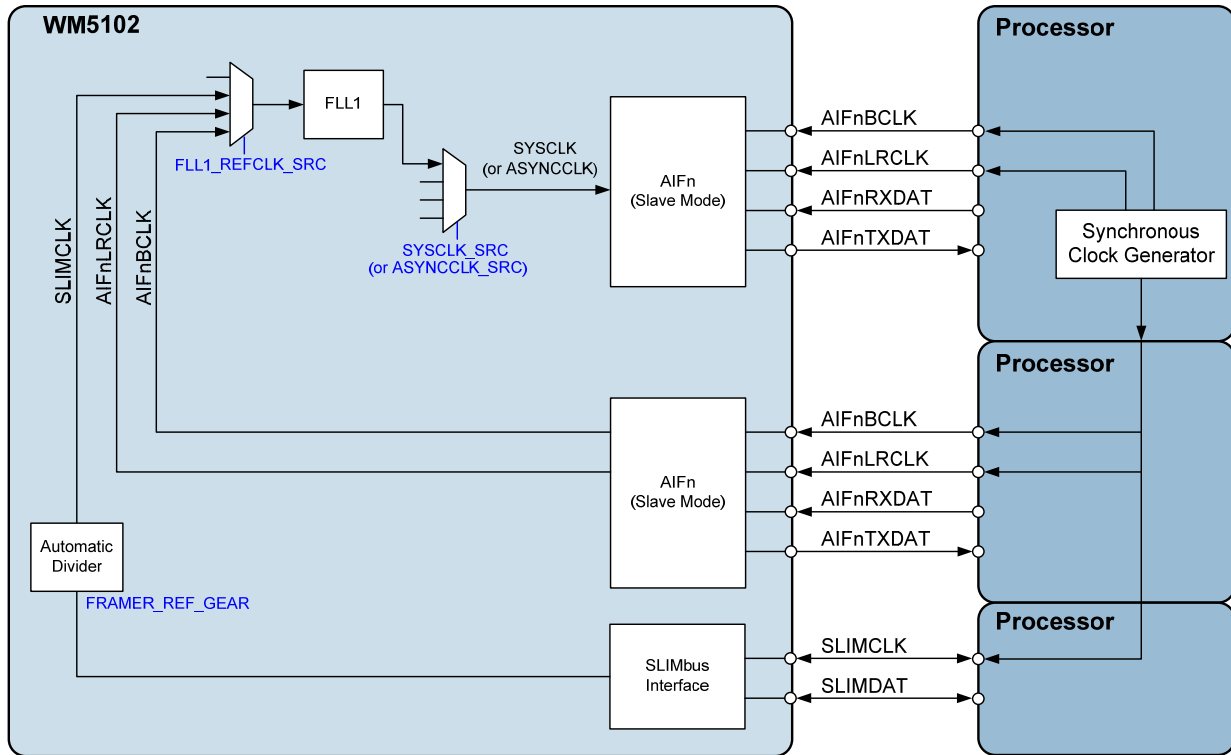 WM5102
Processor
FLL1
FLL1_REFCLK_SRC
SYSCLK
(or ASYNCCLK)
SYSCLK_SRC
(or ASYNCCLK_SRC)
AIFn
(Slave Mode)
AIFnBCLK
AIFnLRCLK
AIFnRXDAT
AIFnTXDAT
Synchronous
Clock Generator
SLIMCLK
AIFnLRCLK
AIFnBCLK
Processor
AIFn
(Slave Mode)
AIFnBCLK
AIFnLRCLK
AIFnRXDAT
AIFnTXDAT
Automatic
Divider
FRAMER_REF_GEAR
Processor
SLIMbus
Interface
SLIMCLK
SLIMDAT